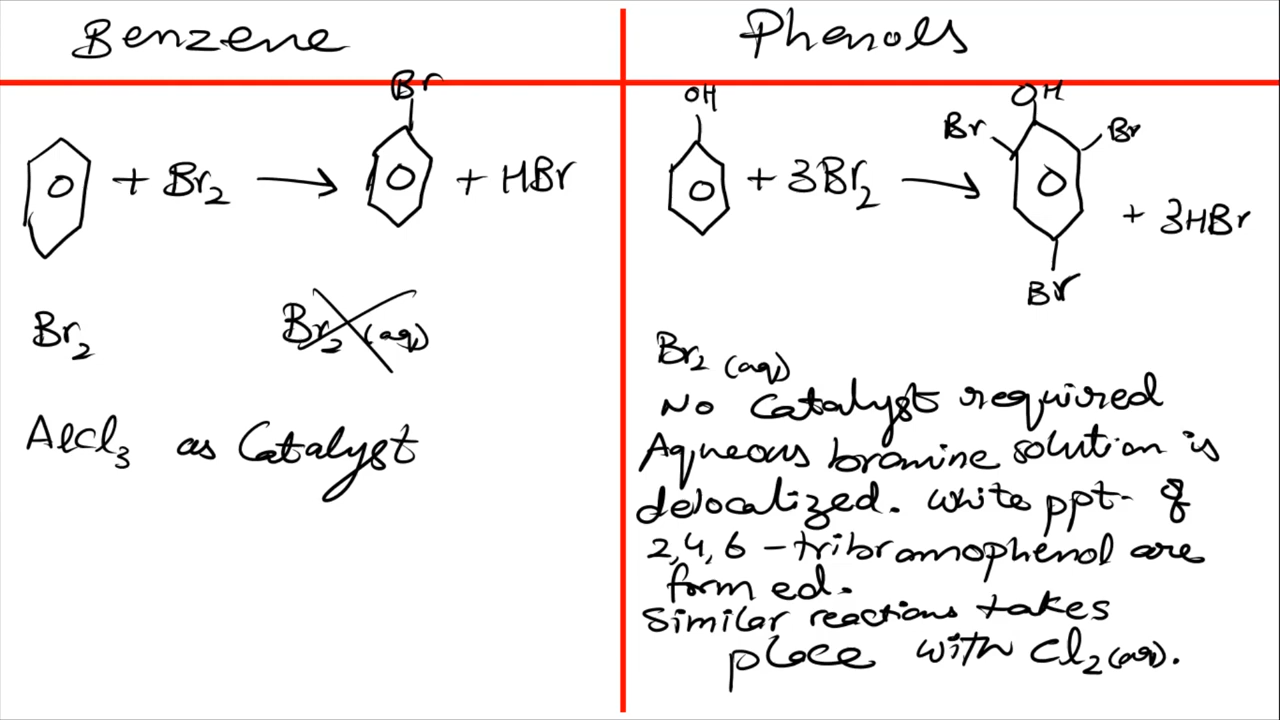 Benzene
Phenols
Br
+ Br2 → + HBr
Br2
Br2 (aq)
AlCl3 as Catalyst
OH
OH
Br
Br
+ 3Br2 →
+ 3HBr
Br
Br2 (aq)
No Catalyst required
Aqueous bromine solution is
delocalized. White ppt. of
2,4,6 - tribromophenol are
formed.
Similar reactions takes
place with Cl2 (aq).